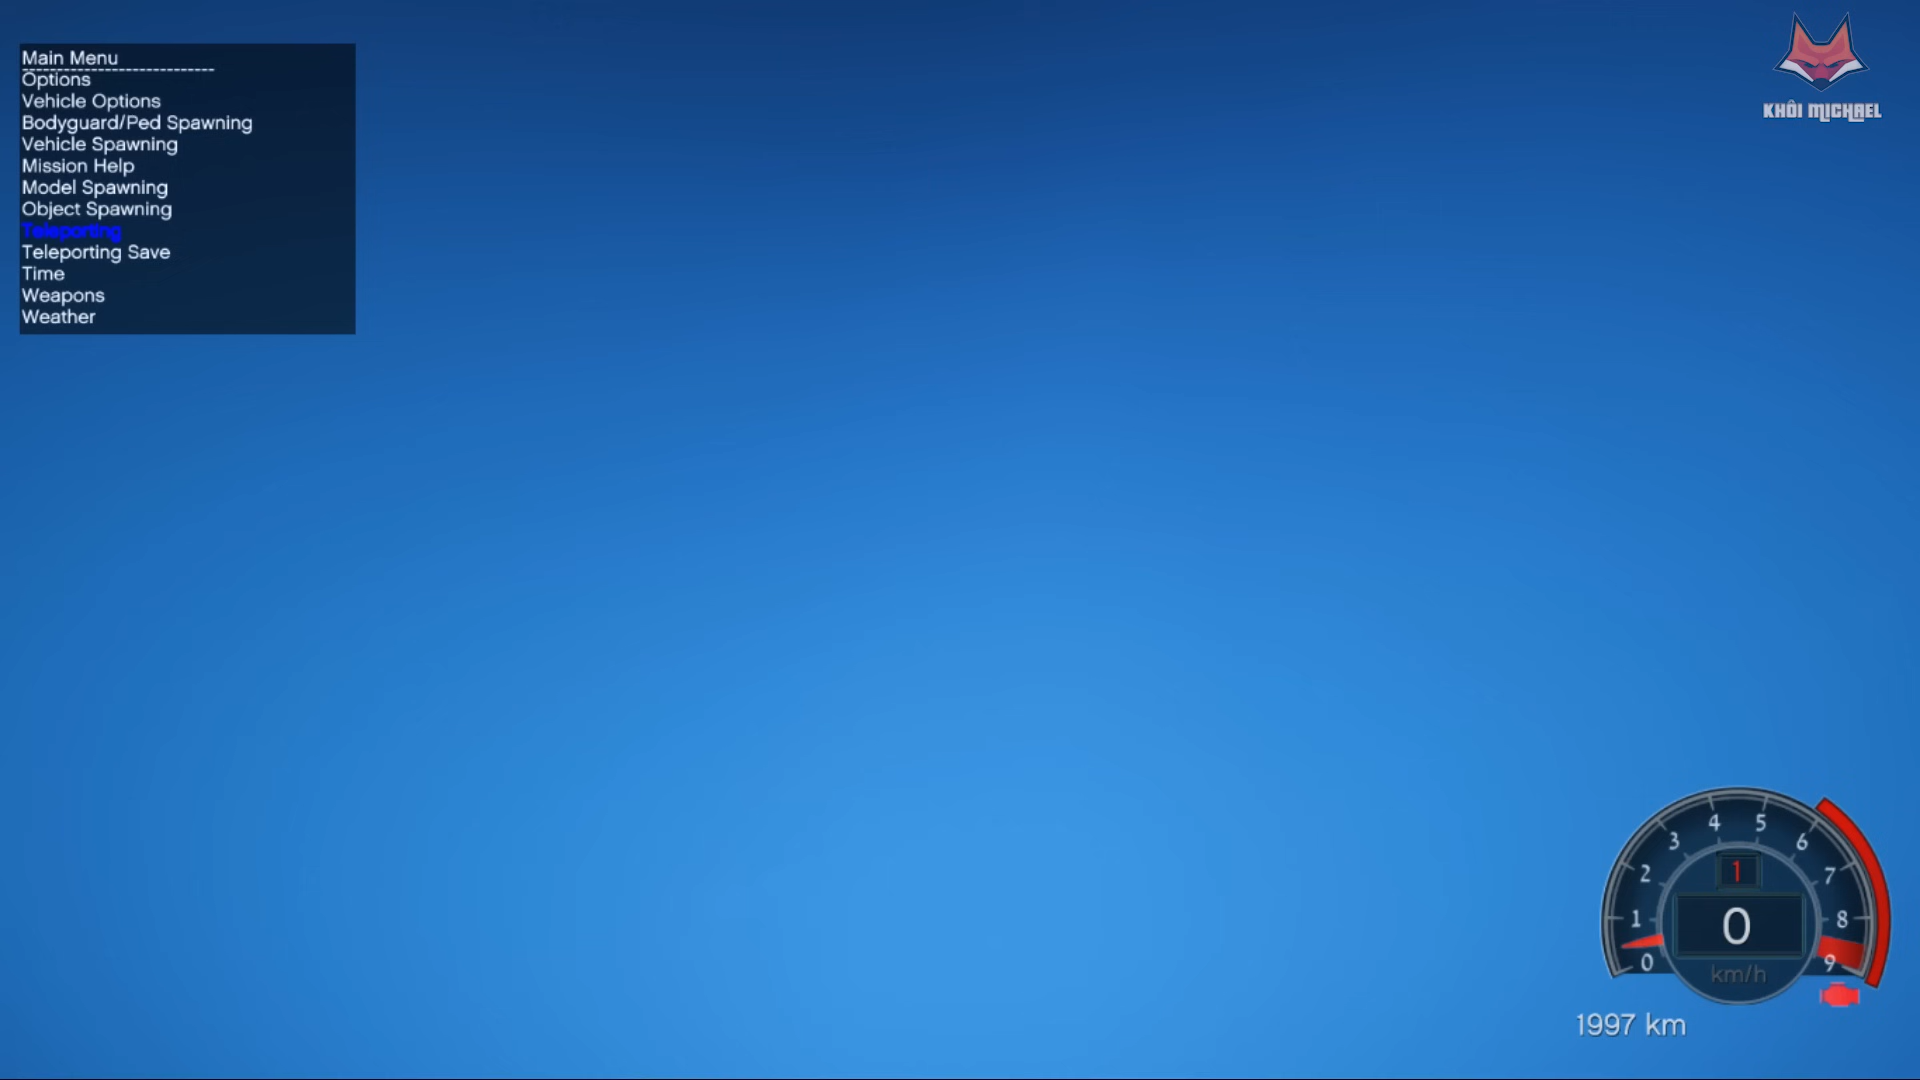 Main Menu
----------------------------
Options
Vehicle Options
Bodyguard/Ped Spawning
Vehicle Spawning
Mission Help
Model Spawning
Object Spawning
Teleporting
Teleporting Save
Time
Weapons
Weather
KHÔI MICHAEL
0 1 2 3 4 5 6 7 8 9
1
0
km/h
1997 km